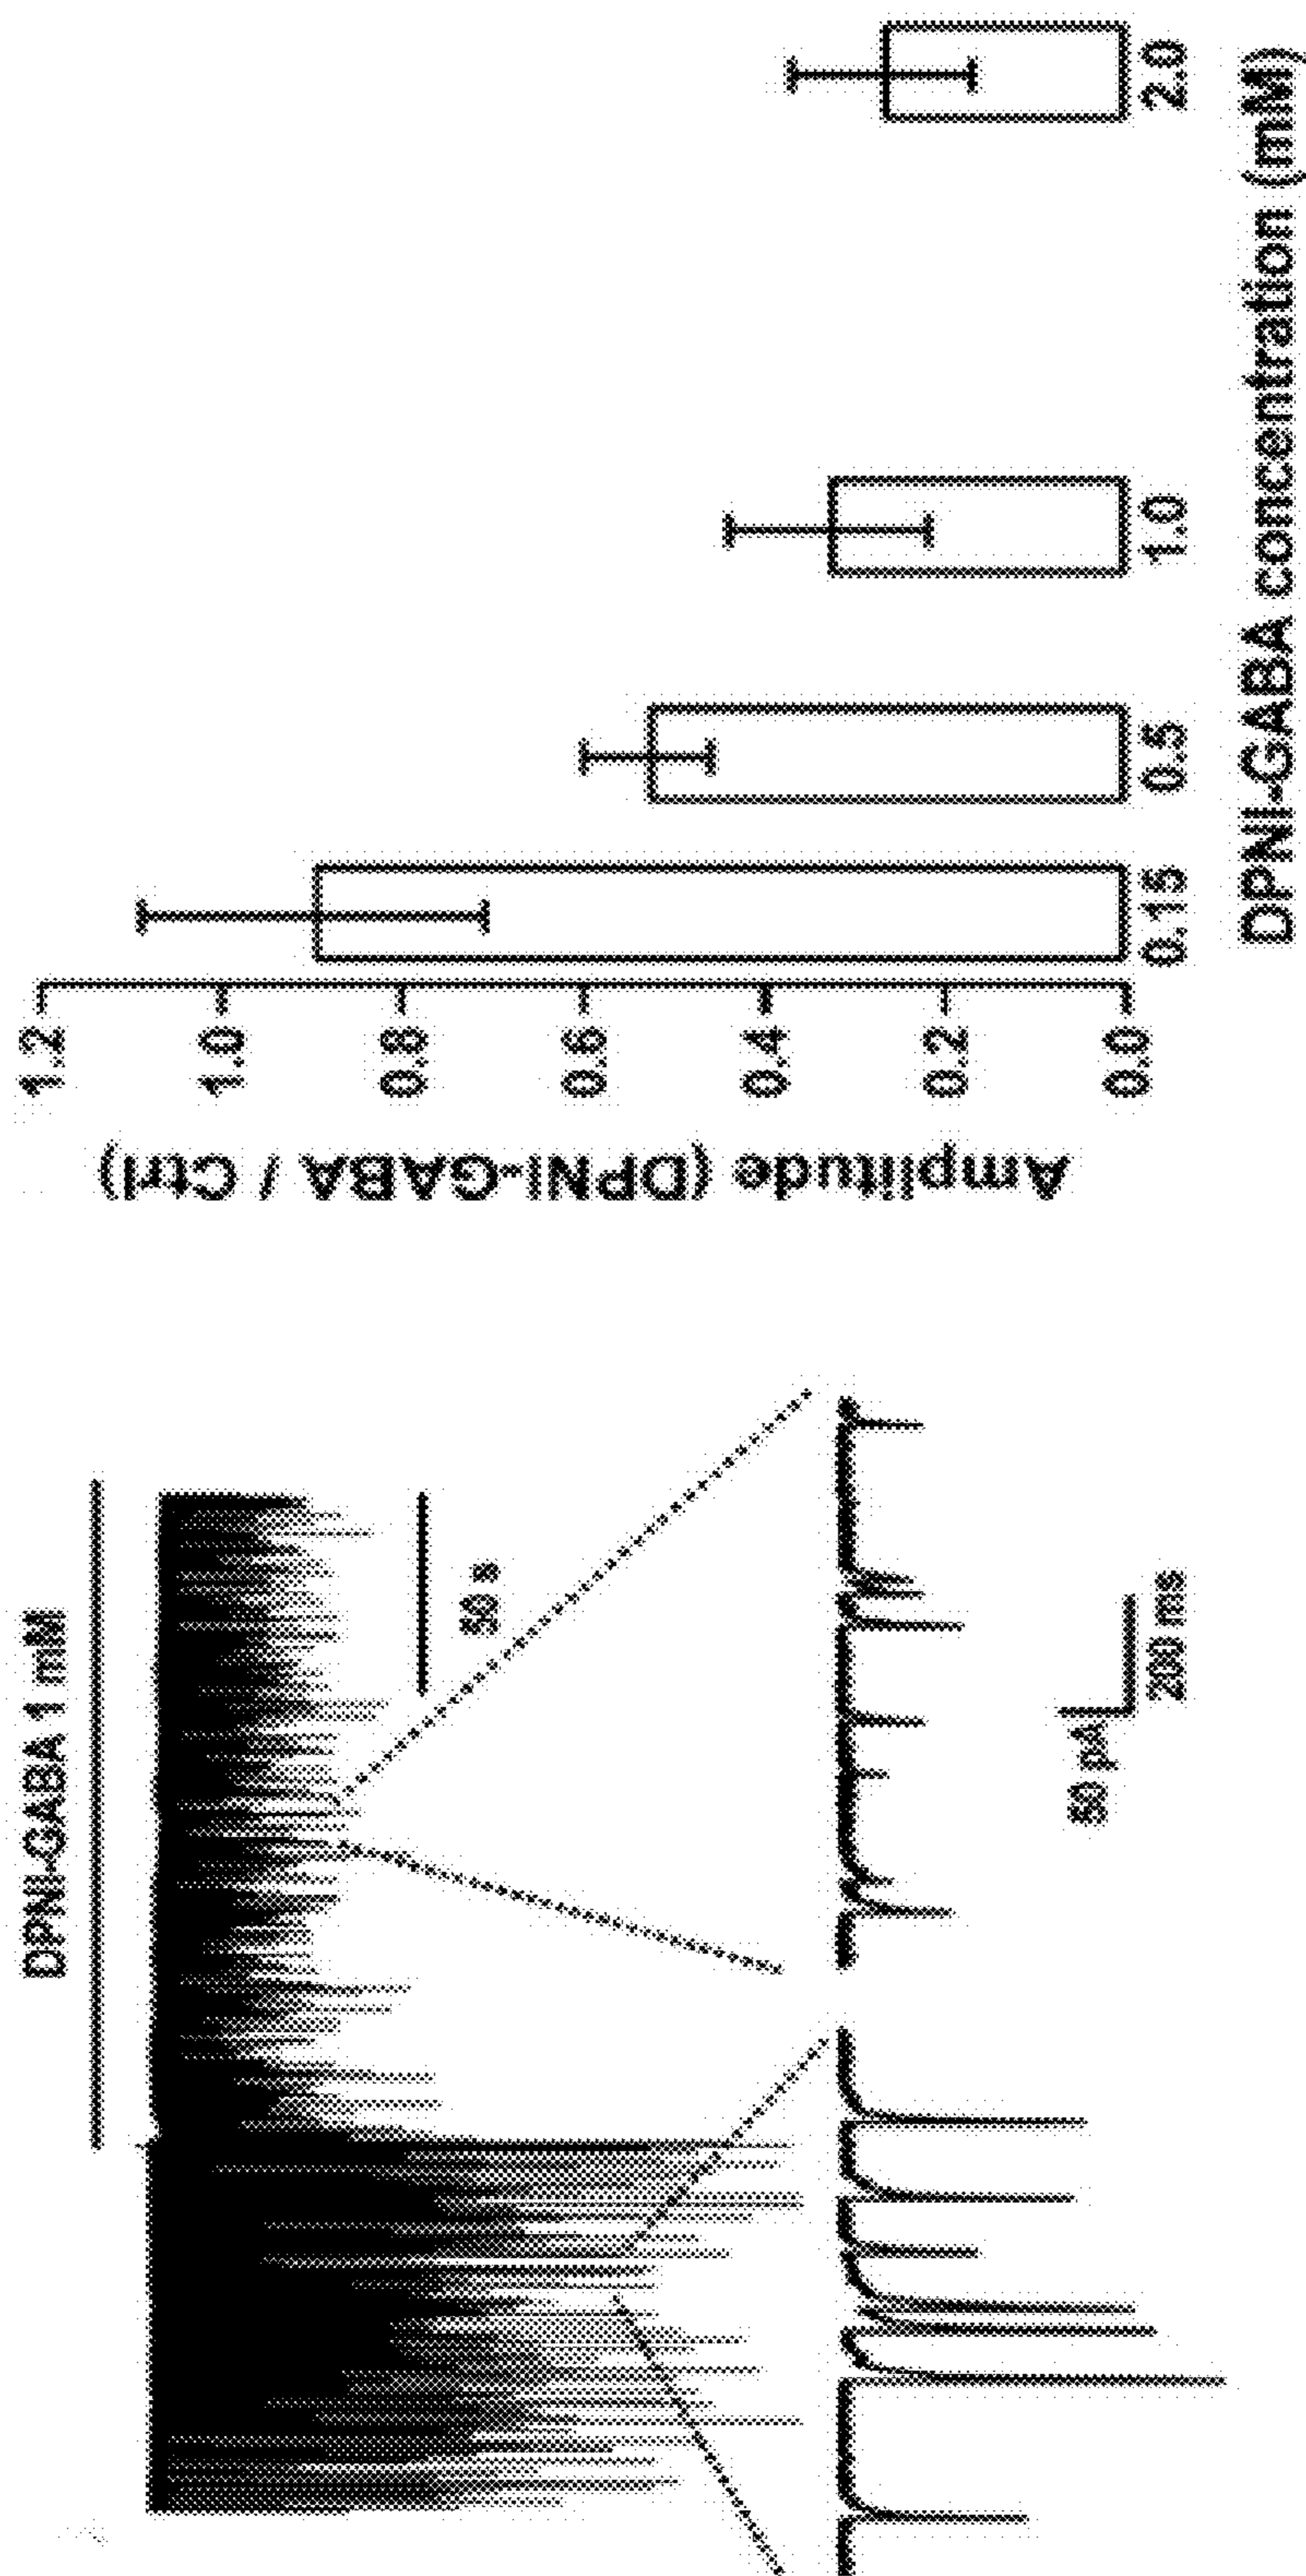 DPNI-GABA 1 mM
50 s
50 pA
200 ms
Amplitude (DPNI-GABA / Ctrl)
1.2
1.0
0.8
0.6
0.4
0.2
0.0
0.15
0.5
1.0
2.0
DPNI-GABA concentration (mM)